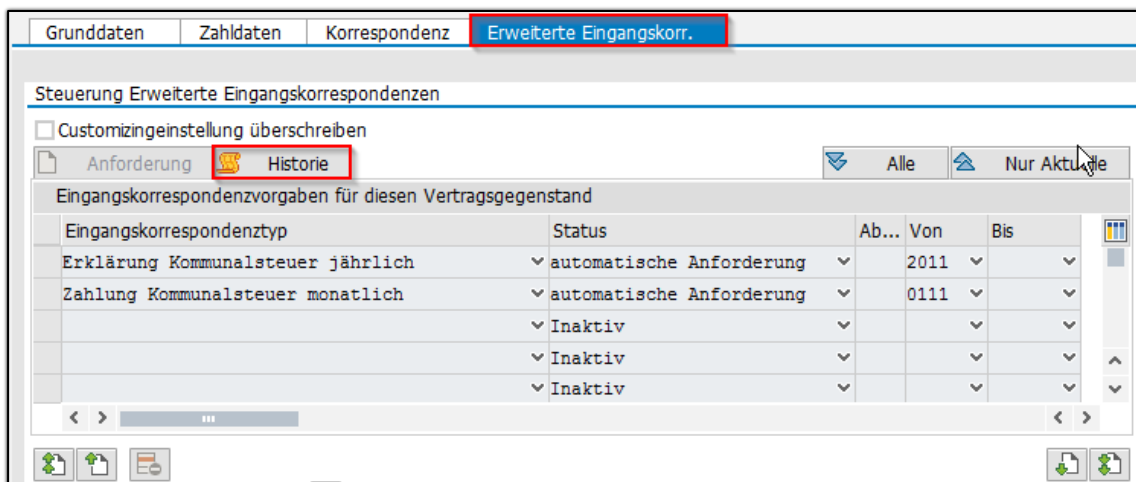 Grunddaten Zahldaten Korrespondenz Erweiterte Eingangskorr.
Steuerung Erweiterte Eingangskorrespondenzen
Customizingeinstellung überschreiben
Anforderung Historie Alle Nur Aktuelle
Eingangskorrespondenzvorgaben für diesen Vertragsgegenstand
Eingangskorrespondenztyp Status Ab... Von Bis
Erklärung Kommunalsteuer jährlich automatische Anforderung 2011
Zahlung Kommunalsteuer monatlich automatische Anforderung 0111
Inaktiv
Inaktiv
Inaktiv